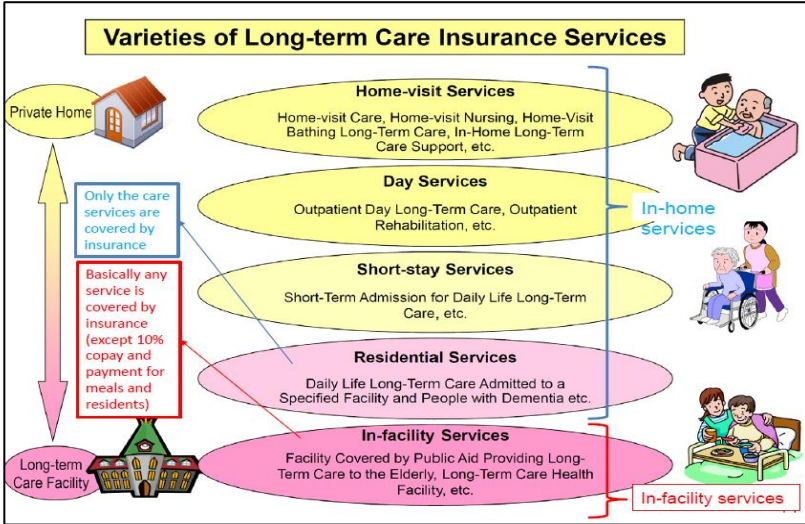 Varieties of Long-term Care Insurance Services
Private Home
Home-visit Services
Home-visit Care, Home-visit Nursing, Home-Visit
Bathing Long-Term Care, In-Home Long-Term
Care Support, etc.
Day Services
Outpatient Day Long-Term Care, Outpatient
Rehabilitation, etc.
In-home
services
Only the care
services are
covered by
insurance
Short-stay Services
Short-Term Admission for Daily Life Long-Term
Care, etc.
Basically any
service is
covered by
insurance
(except 10%
copay and
payment for
meals and
residents)
Residential Services
Daily Life Long-Term Care Admitted to a
Specified Facility and People with Dementia etc.
Long-term
Care Facility
In-facility Services
Facility Covered by Public Aid Providing Long-
Term Care to the Elderly, Long-Term Care Health
Facility, etc.
In-facility services